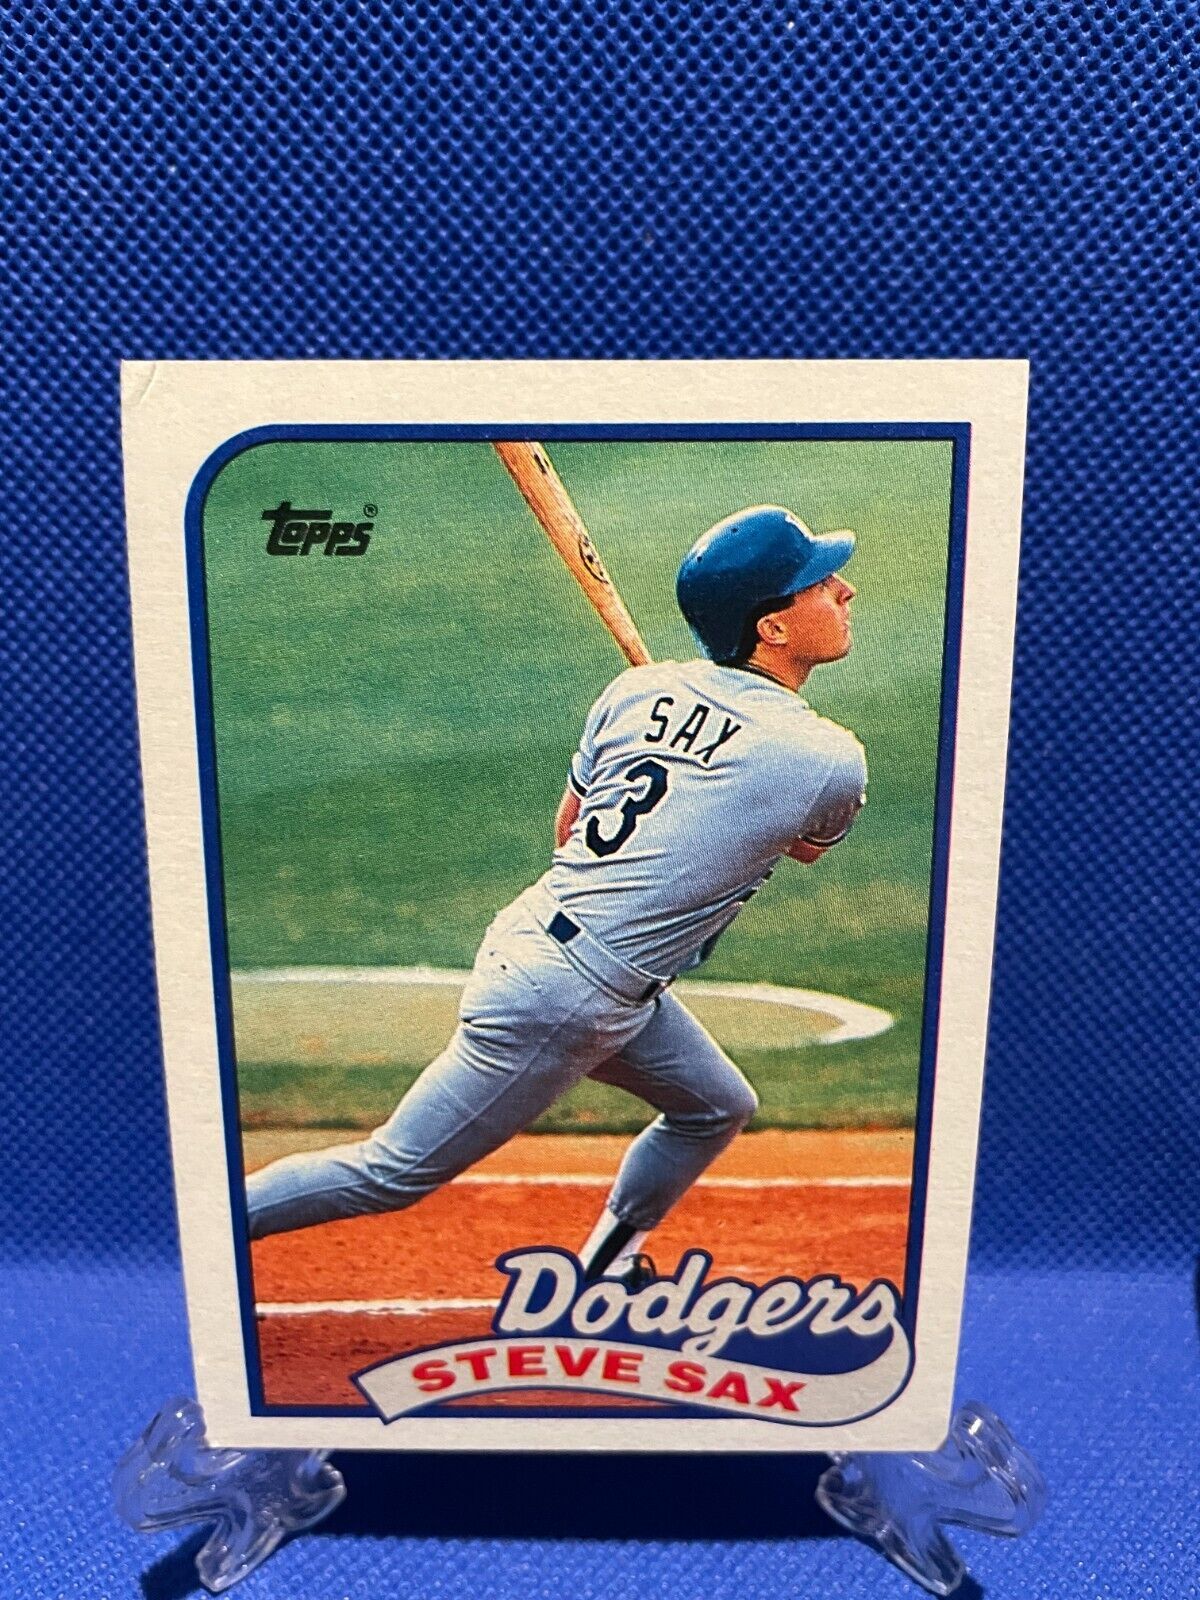 topps®
SAX
3
Dodgers
STEVE SAX